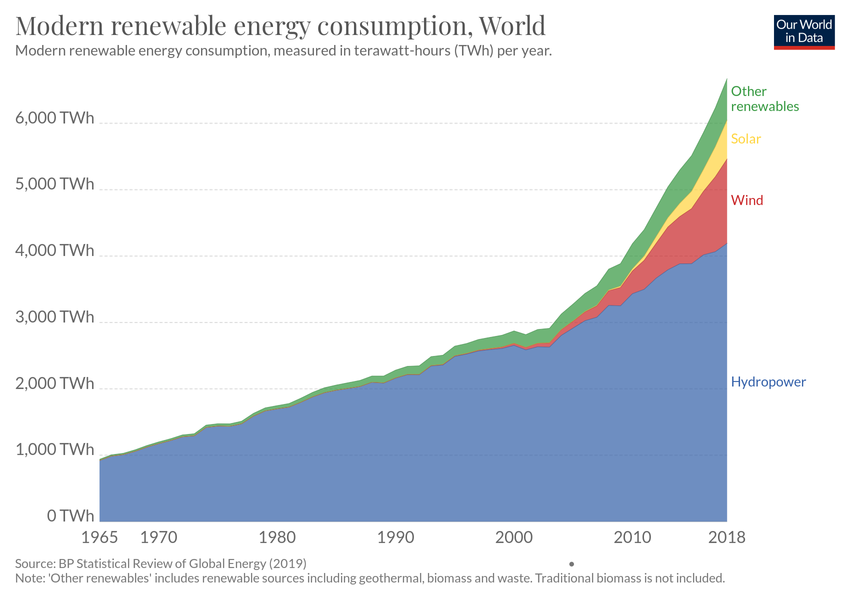 Modern renewable energy consumption, World
Modern renewable energy consumption, measured in terawatt-hours (TWh) per year.
Our World
in Data
6,000 TWh
5,000 TWh
4,000 TWh
3,000 TWh
2,000 TWh
1,000 TWh
0 TWh
Other
renewables
Solar
Wind
Hydropower
1965
1970
1980
1990
2000
2010
2018
Source: BP Statistical Review of Global Energy (2019)
Note: 'Other renewables' includes renewable sources including geothermal, biomass and waste. Traditional biomass is not included.